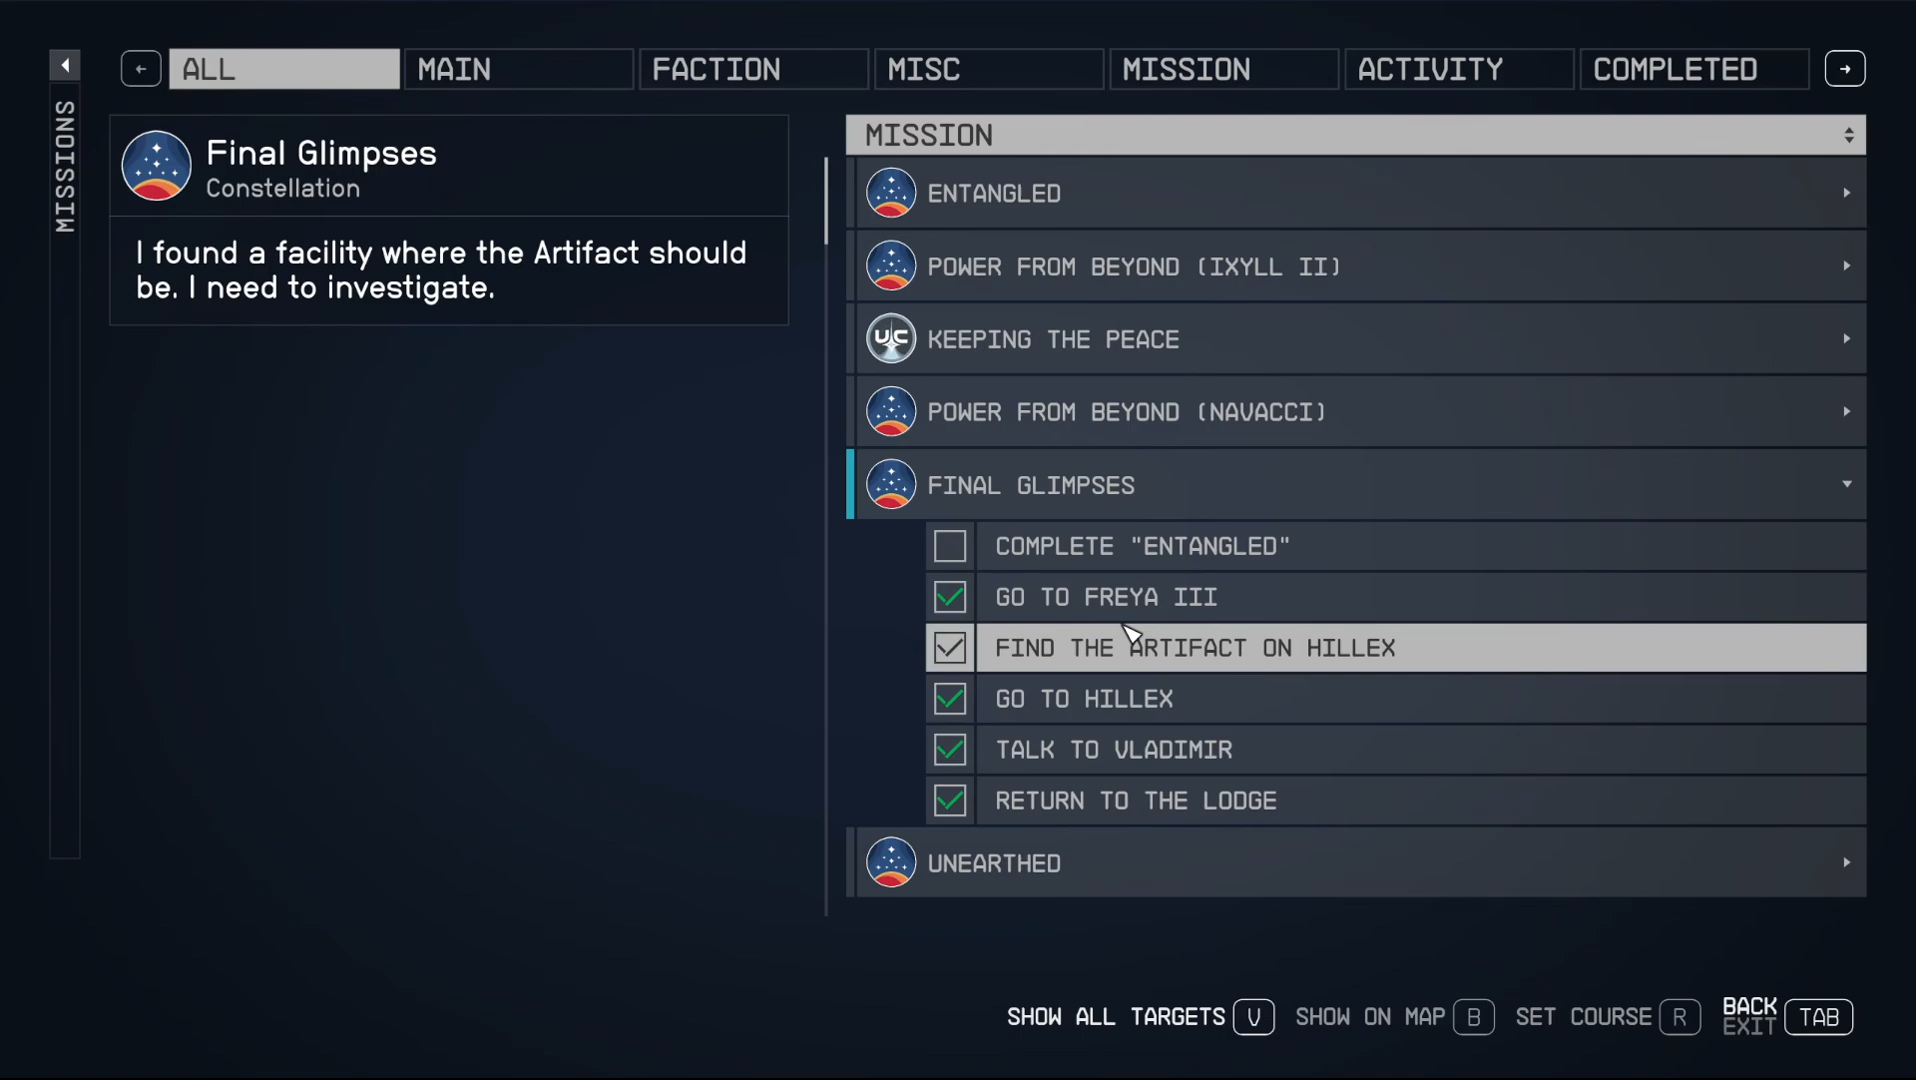 ALL
MAIN
FACTION
MISC
MISSION
ACTIVITY
COMPLETED
MISSIONS
Final Glimpses
Constellation
I found a facility where the Artifact should
be. I need to investigate.
MISSION
ENTANGLED
POWER FROM BEYOND (IXYLL II)
UC
KEEPING THE PEACE
POWER FROM BEYOND (NAVACCI)
FINAL GLIMPSES
COMPLETE "ENTANGLED"
GO TO FREYA III
FIND THE ARTIFACT ON HILLEX
GO TO HILLEX
TALK TO VLADIMIR
RETURN TO THE LODGE
UNEARTHED
SHOW ALL TARGETS V
SHOW ON MAP B
SET COURSE R
BACK
EXIT
TAB